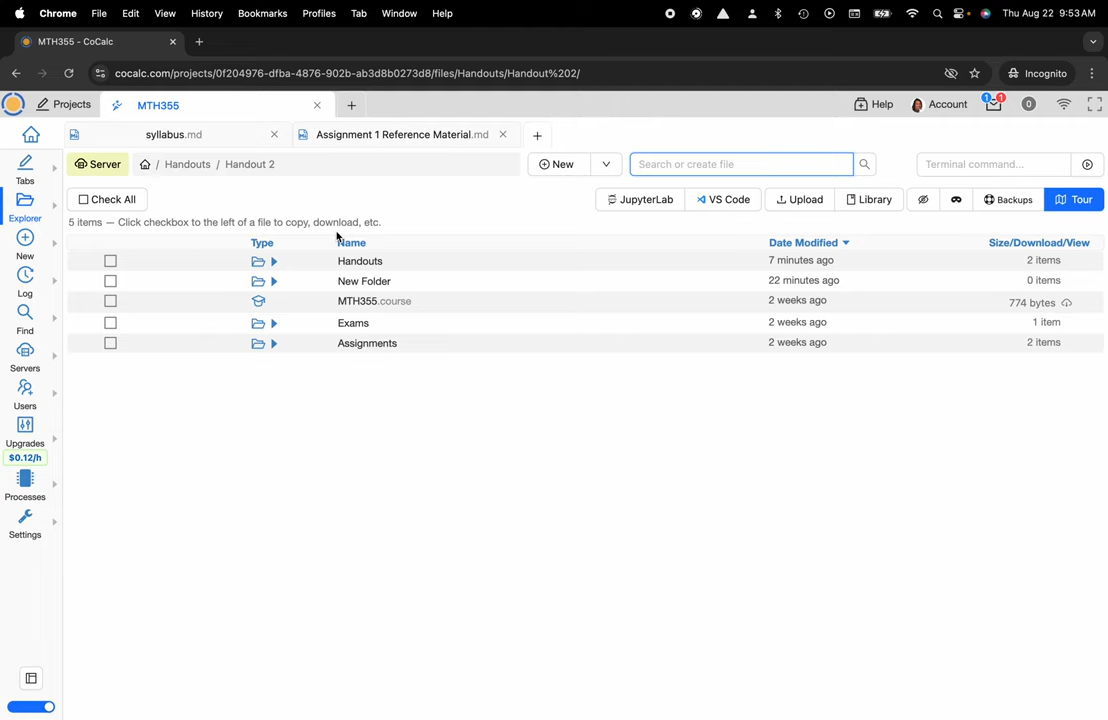 Chrome File Edit View History Bookmarks Profiles Tab Window Help Thu Aug 22 9:53 AM
MTH355 - CoCalc
cocalc.com/projects/0f204976-dfba-4876-902b-ab3d8b0273d8/files/Handouts/Handout%202/ Incognito
Projects MTH355 Help Account 1 1 0
syllabus.md Assignment 1 Reference Material.md
Server / Handouts / Handout 2 New Search or create file Terminal command...
Tabs
Check All JupyterLab VS Code Upload Library Backups Tour
Explorer
5 items — Click checkbox to the left of a file to copy, download, etc.
Type Name Date Modified Size/Download/View
Handouts 7 minutes ago 2 items
New
New Folder 22 minutes ago 0 items
Log
MTH355.course 2 weeks ago 774 bytes
Find
Exams 2 weeks ago 1 item
Assignments 2 weeks ago 2 items
Servers
Users
Upgrades
$0.12/h
Processes
Settings